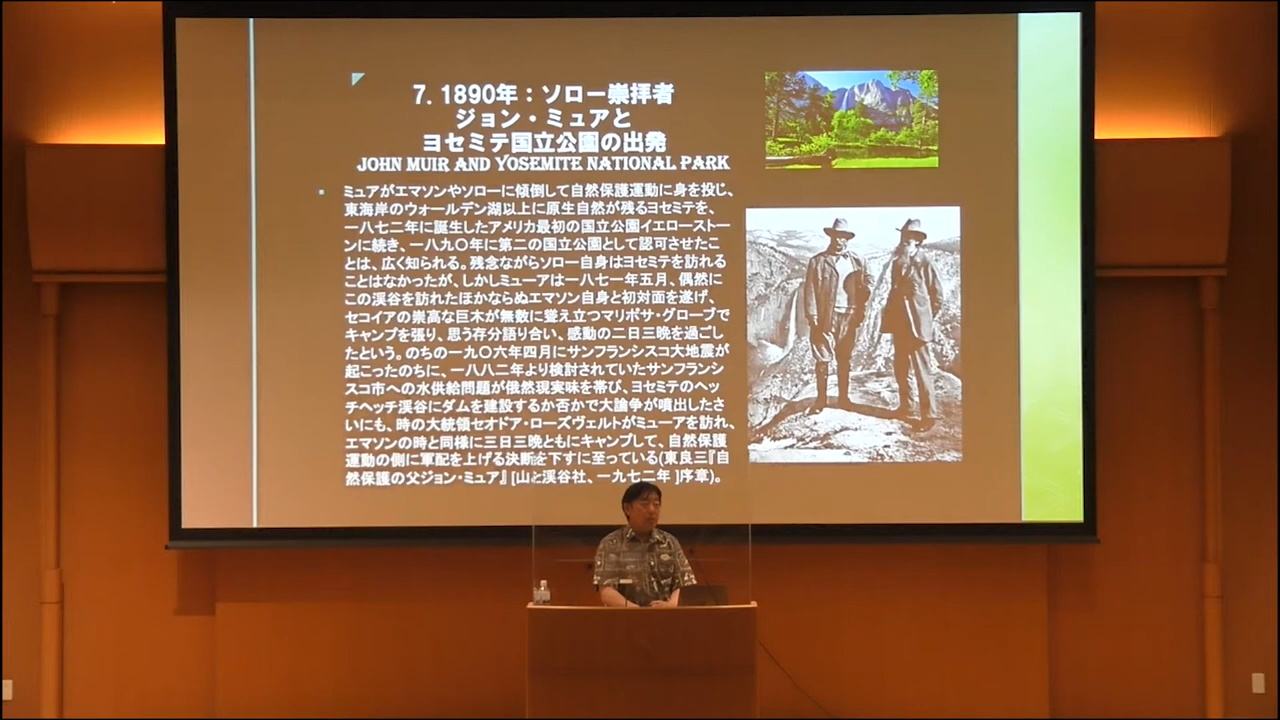 7. 1890年：ソロー崇拝者
ジョン・ミュアと
ヨセミテ国立公園の出発
JOHN MUIR AND YOSEMITE NATIONAL PARK
ミュアがエマソンやソローに傾倒して自然保護運動に身を投じ、
東海岸のウォールデン湖以上に原生自然が残るヨセミテを、
一八七二年に誕生したアメリカ最初の国立公園イエローストー
ンに続き、一八九〇年に第二の国立公園として認可させたこ
とは、広く知られる。残念ながらソロー自身はヨセミテを訪れる
ことはなかったが、しかしミューアは一八七一年五月、偶然に
この渓谷を訪れたほかならぬエマソン自身と初対面を遂げ、
セコイアの崇高な巨木が無数に聳え立つマリポサ・グローブで
キャンプを張り、思う存分語り合い、感動の二日三晩を過ごし
たという。のちの一九〇六年四月にサンフランシスコ大地震が
起こったのちに、一八八二年より検討されていたサンフランシ
スコ市への水供給問題が俄然現実味を帯び、ヨセミテのヘッ
チヘッチ渓谷にダムを建設するか否かで大論争が噴出したさ
いにも、時の大統領セオドア・ローズヴェルトがミューアを訪れ、
エマソンの時と同様に三日三晩ともにキャンプして、自然保護
運動の側に軍配を上げる決断を下すに至っている(東良三『自
然保護の父ジョン・ミュア』[山と渓谷社、一九七二年 ]序章)。